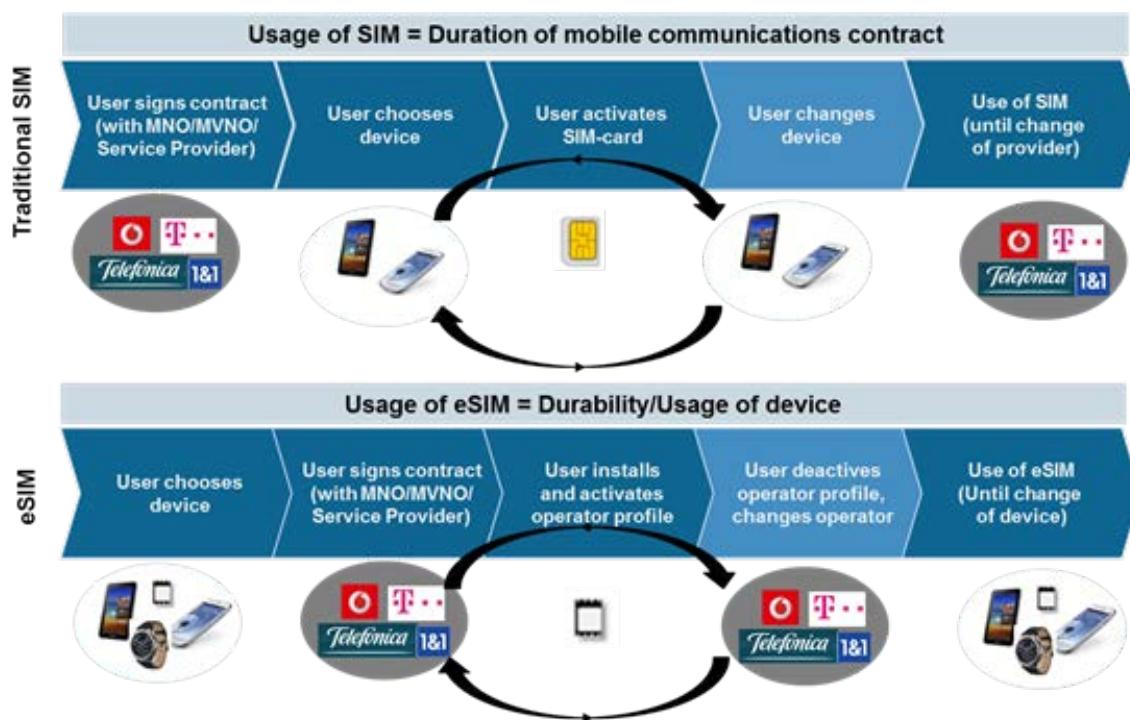 Usage of SIM = Duration of mobile communications contract
Traditional SIM
User signs contract
(with MNO/MVNO/
Service Provider)
User chooses
device
User activates
SIM-card
User changes
device
Use of SIM
(until change
of provider)
T
Telefónica
1&1
T
Telefónica
1&1
Usage of eSIM = Durability/Usage of device
eSIM
User chooses
device
User signs contract
(with MNO/MVNO/
Service Provider)
User installs
and activates
operator profile
User deactives
operator profile,
changes operator
Use of eSIM
(Until change
of device)
T
Telefónica
1&1
T
Telefónica
1&1